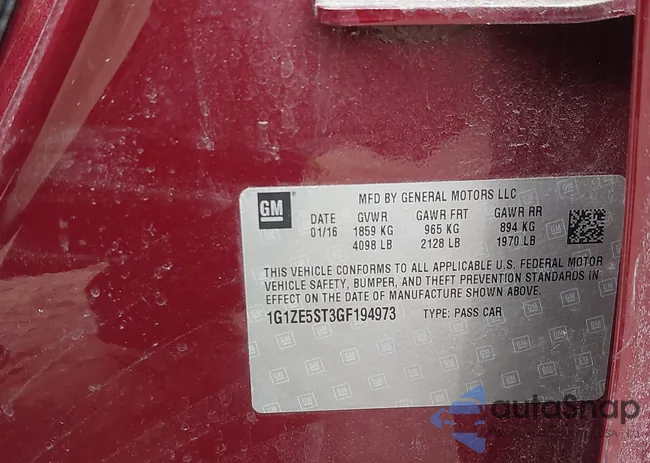 GM
MFD BY GENERAL MOTORS LLC
DATE GVWR GAWR FRT GAWR RR
01/16 1859 KG 965 KG 894 KG
4098 LB 2128 LB 1970 LB
THIS VEHICLE CONFORMS TO ALL APPLICABLE U.S. FEDERAL MOTOR
VEHICLE SAFETY, BUMPER, AND THEFT PREVENTION STANDARDS IN
EFFECT ON THE DATE OF MANUFACTURE SHOWN ABOVE.
1G1ZE5ST3GF194973 TYPE: PASS CAR
autoSnap